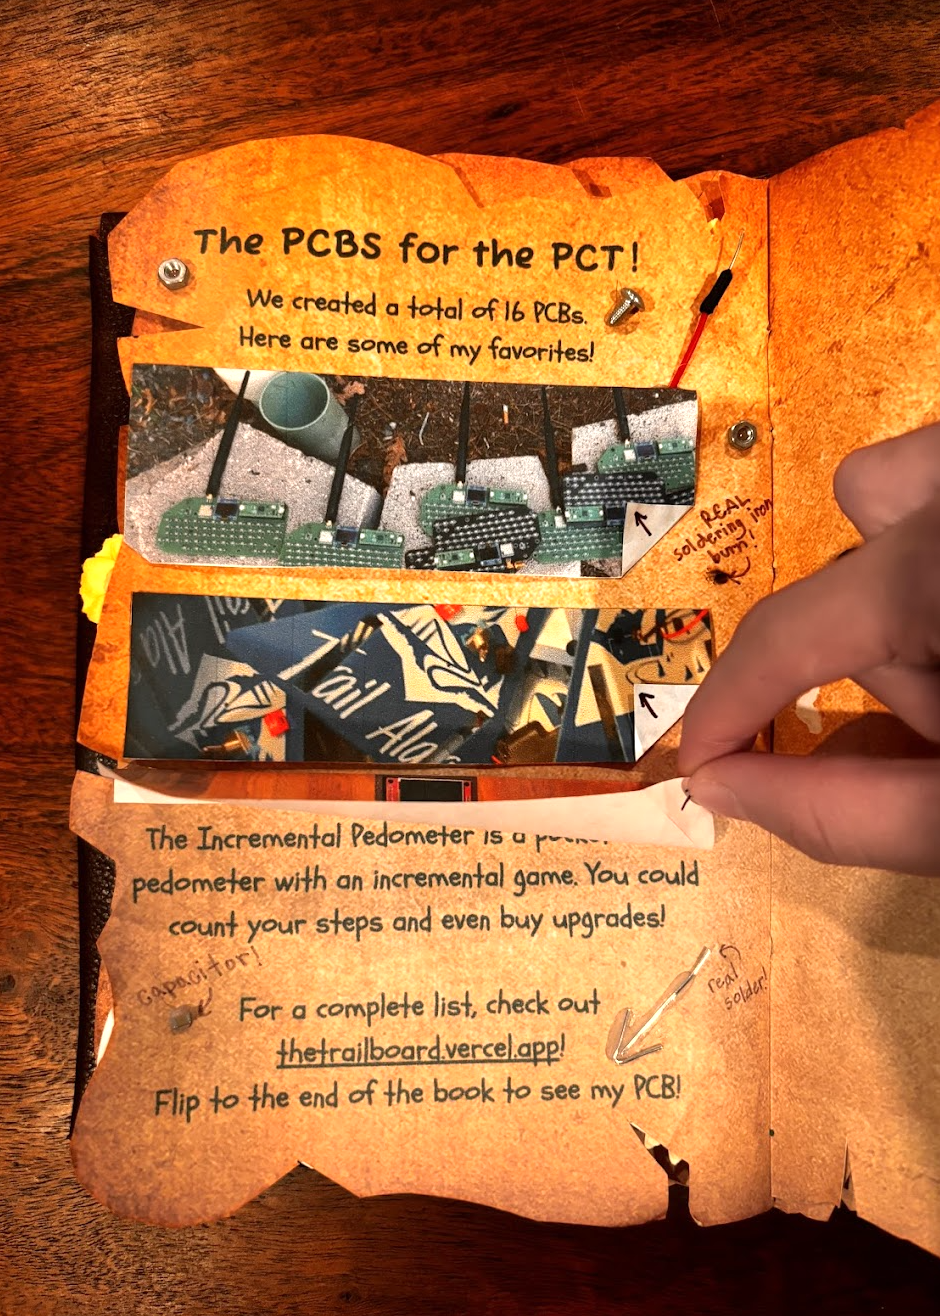 The PCBS for the PCT!
We created a total of 16 PCBs.
Here are some of my favorites!
REAL
soldering iron
burn!
Trail Alo
rail Alo
The Incremental Pedometer is a
pedometer with an incremental game. You could
count your steps and even buy upgrades!
capacitor!
real
solder!
For a complete list, check out
thetrailboard.vercel.app!
Flip to the end of the book to see my PCB!